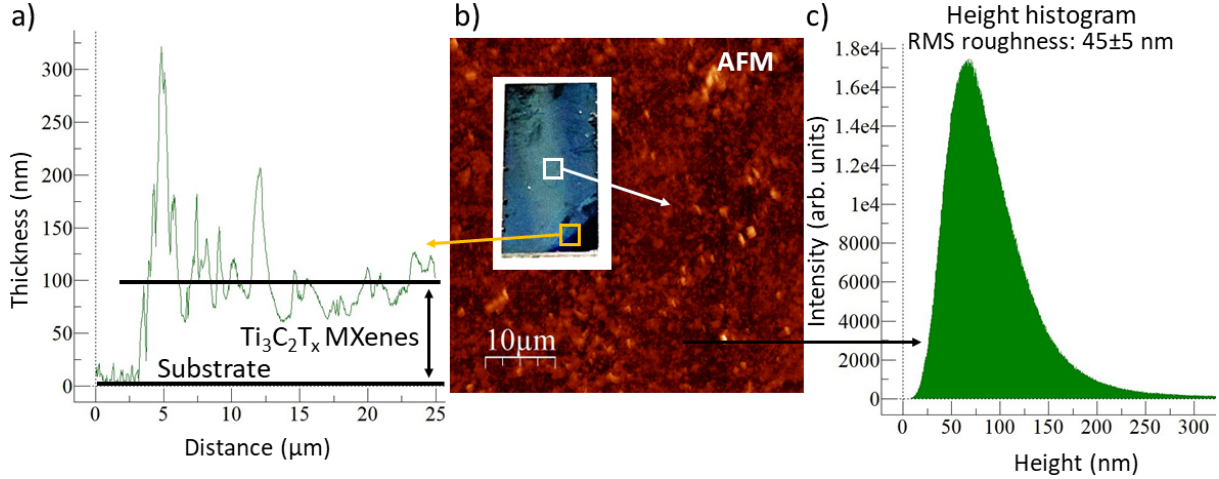 a)
Thickness (nm)
300
250
200
150
100
50
0
Ti₃C₂Tₓ MXenes
Substrate
0
5
10
15
20
25
Distance (μm)
b)
AFM
10μm
c)
Height histogram
RMS roughness: 45±5 nm
Intensity (arb. units)
1.8e4
1.6e4
1.4e4
1.2e4
1e4
8000
6000
4000
2000
0
0
50
100
150
200
250
300
Height (nm)